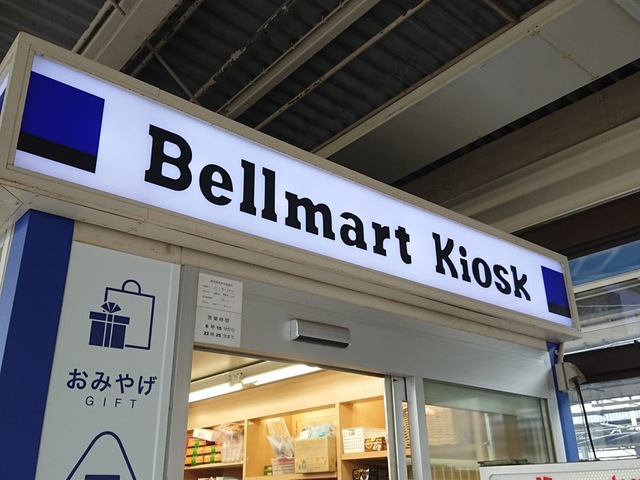 Bellmart Kiosk
おみやげ
GIFT
営業時間
6時15分から
22時25分まで